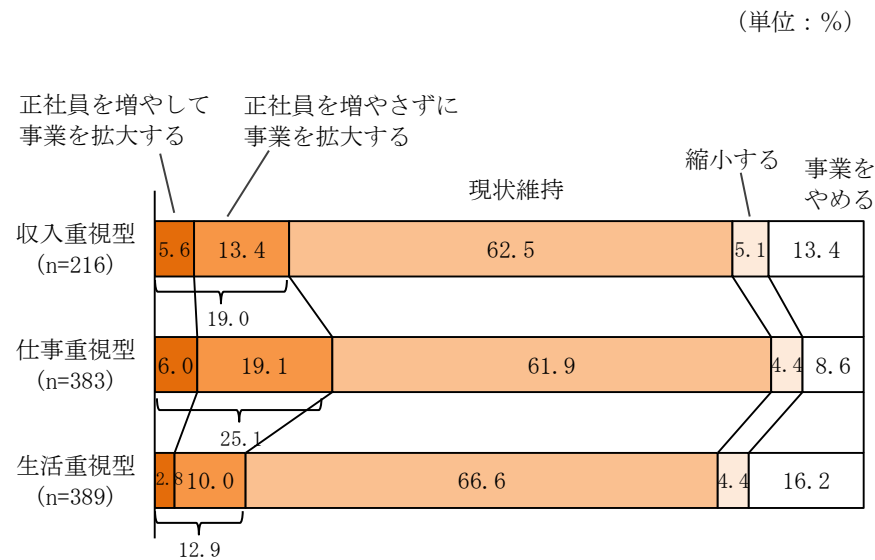 （単位：％）
正社員を増やして
事業を拡大する
正社員を増やさずに
事業を拡大する
現状維持
縮小する
事業を
やめる
収入重視型
(n=216)
5.6
13.4
62.5
5.1
13.4
19.0
仕事重視型
(n=383)
6.0
19.1
61.9
4.4
8.6
25.1
生活重視型
(n=389)
2.8
10.0
66.6
4.4
16.2
12.9